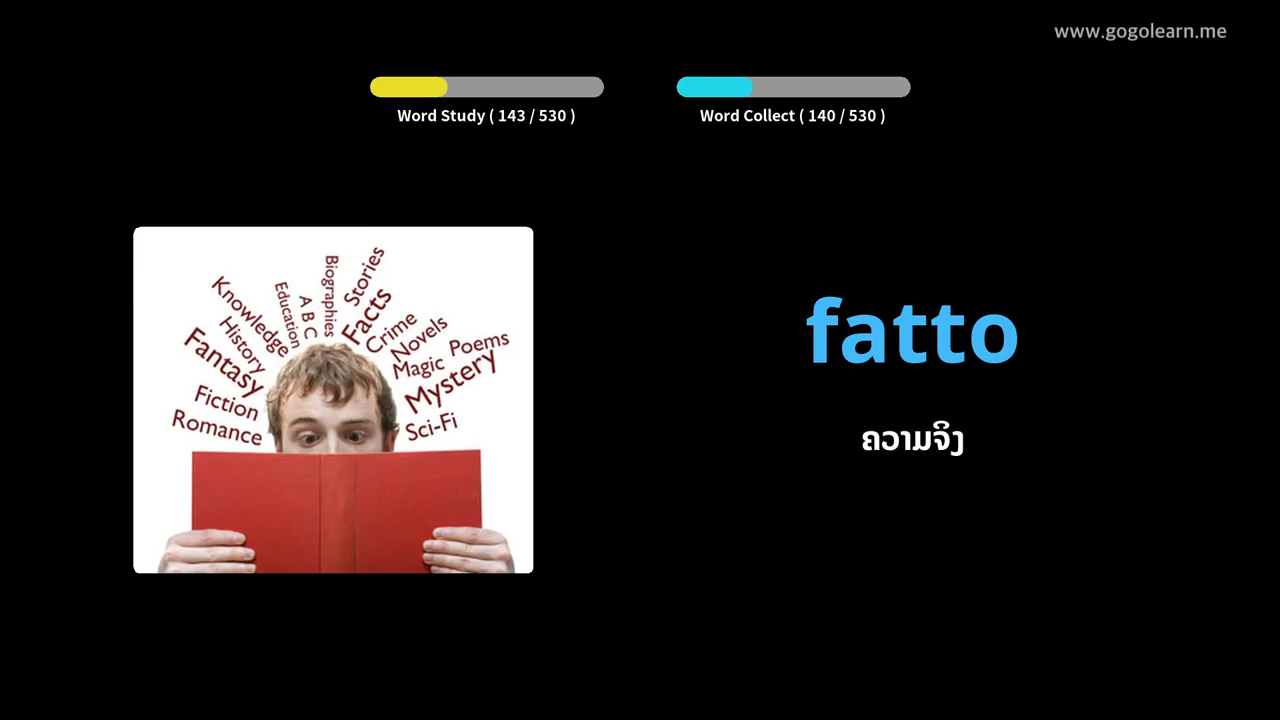 www.gogolearn.me
Word Study ( 143 / 530 )
Word Collect ( 140 / 530 )
Biographies
Stories
Facts
A B C
Education
Knowledge
History
Fantasy
Fiction
Romance
Crime
Novels
Poems
Magic
Mystery
Sci-Fi
fatto
ຄວາມຈິງ